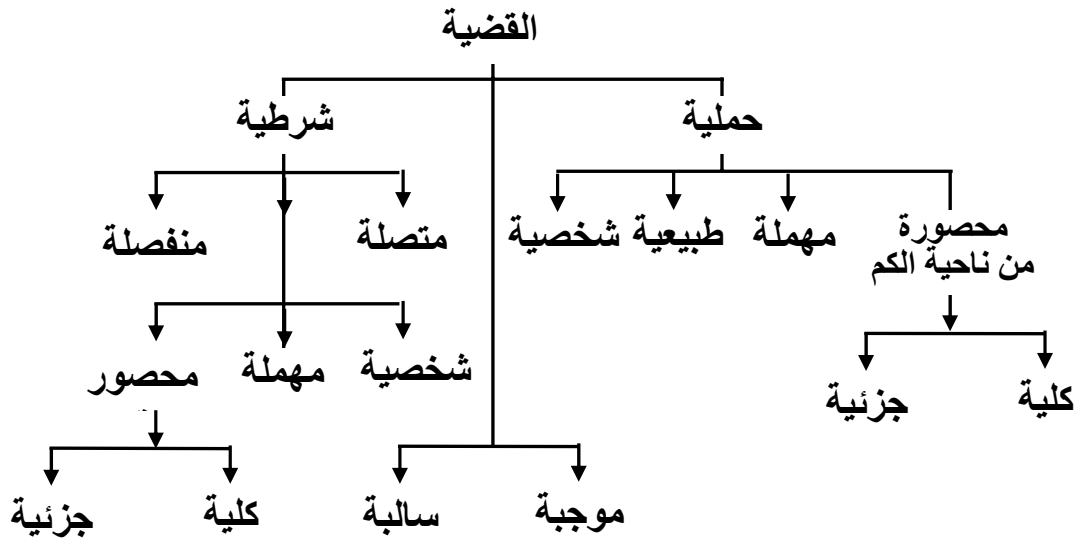 القضية
حملية
شرطية
محصورة
من ناحية الكم
مهملة
طبيعية
شخصية
متصلة
منفصلة
كلية
جزئية
شخصية
مهملة
محصور
موجبة
سالبة
كلية
جزئية